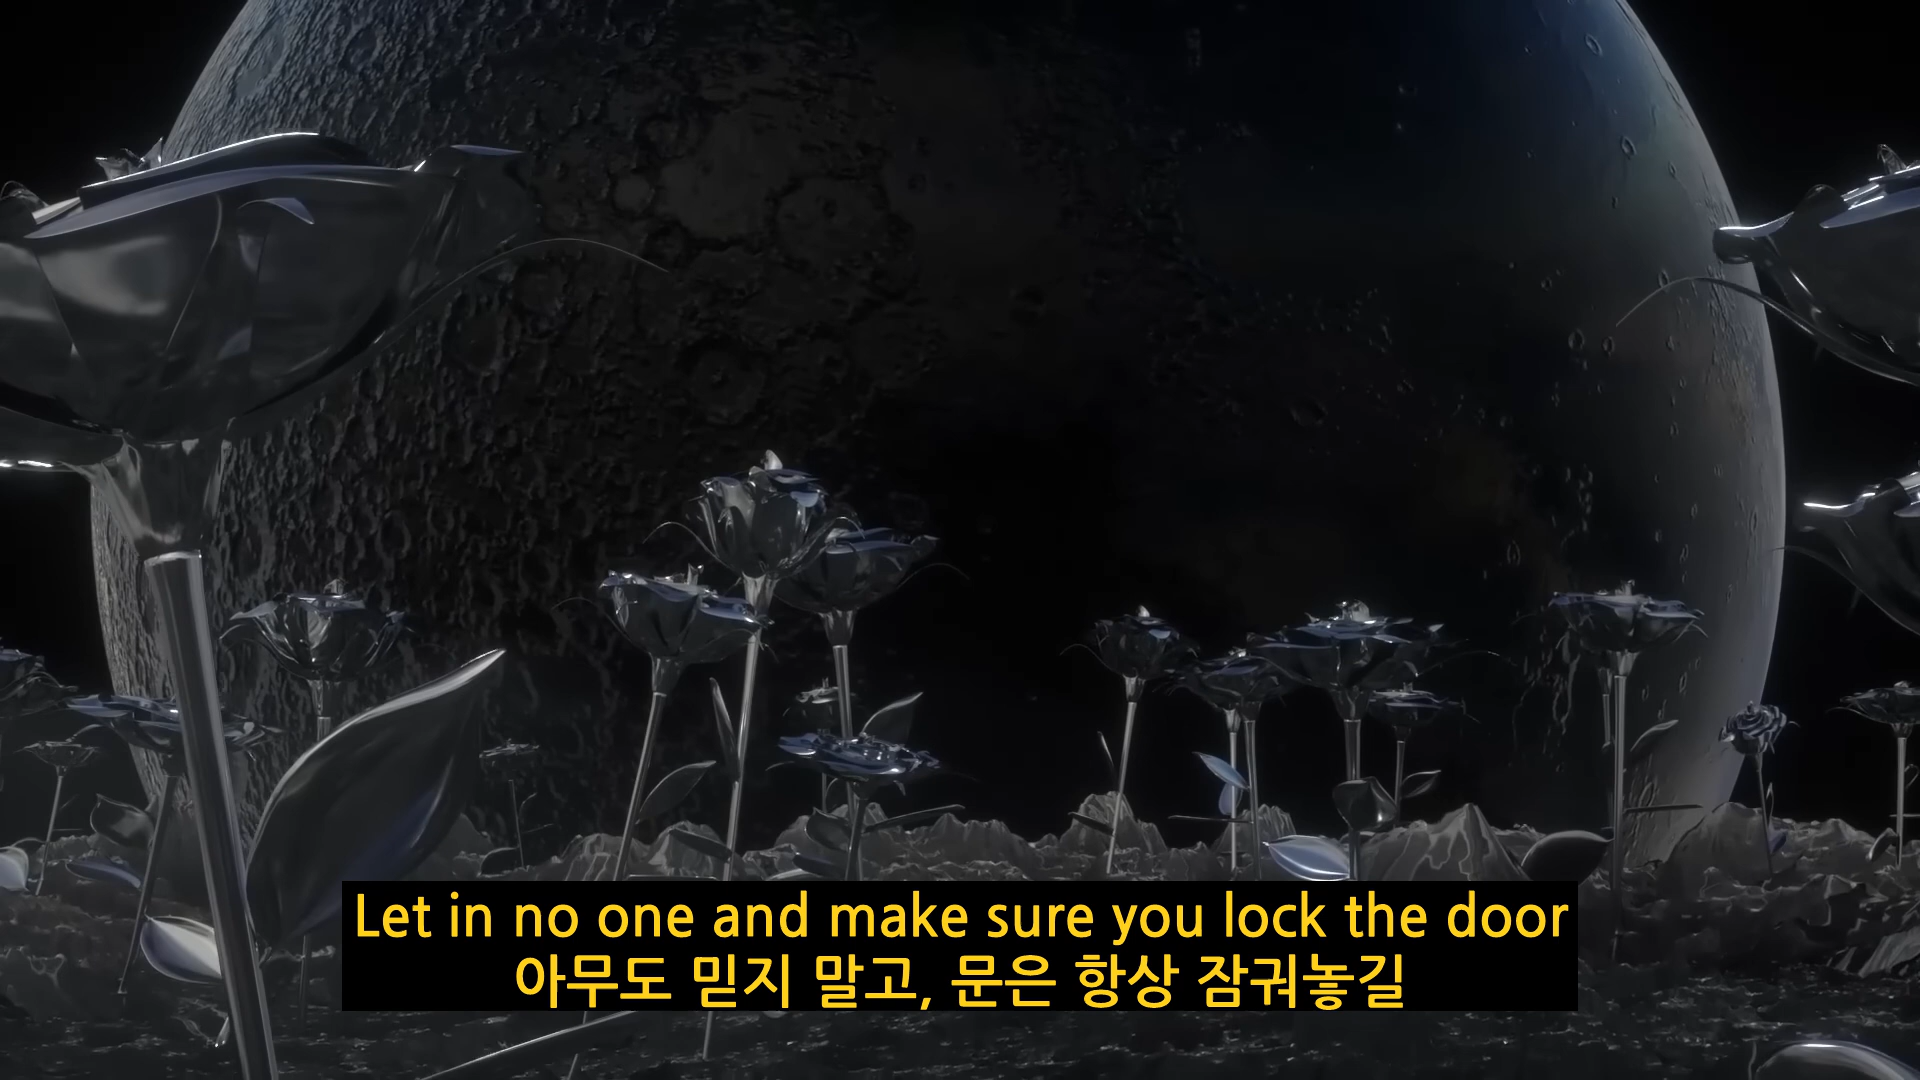 Let in no one and make sure you lock the door
아무도 믿지 말고, 문은 항상 잠궈놓길